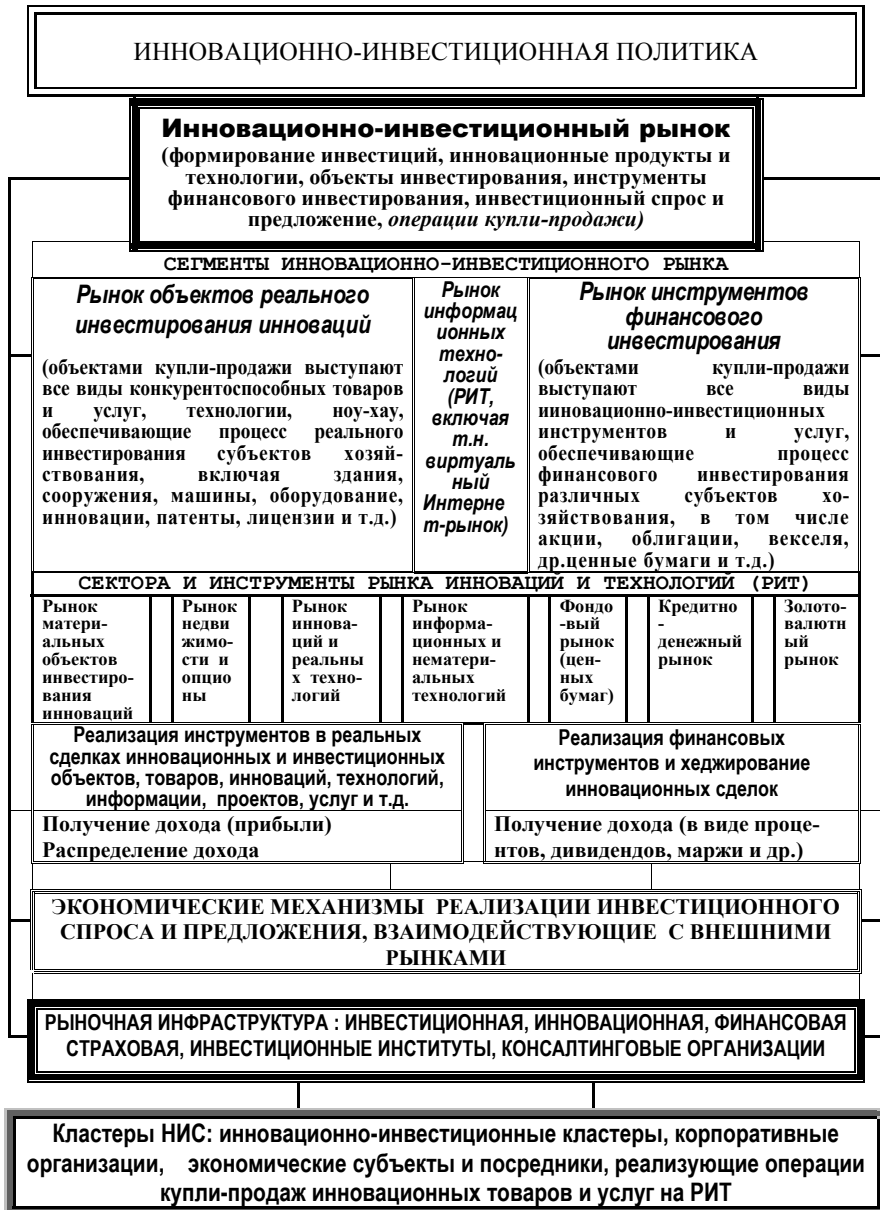 ИННОВАЦИОННО-ИНВЕСТИЦИОННАЯ ПОЛИТИКА
Инновационно-инвестиционный рынок
(формирование инвестиций, инновационные продукты и
технологии, объекты инвестирования, инструменты
финансового инвестирования, инвестиционный спрос и
предложение, операции купли-продажи)
СЕГМЕНТЫ ИННОВАЦИОННО-ИНВЕСТИЦИОННОГО РЫНКА
Рынок объектов реального
инвестирования инноваций
(объектами купли-продажи выступают
все виды конкурентоспособных товаров
и услуг, технологии, ноу-хау,
обеспечивающие процесс реального
инвестирования субъектов хозяй-
ствования, включая здания,
сооружения, машины, оборудование,
инновации, патенты, лицензии и т.д.)
Рынок
информац
ионных
техно-
логий
(РИТ,
включая
т.н.
виртуаль
ный
Интерне
т-рынок)
Рынок инструментов
финансового
инвестирования
(объектами купли-продажи
выступают все виды
инновационно-инвестиционных
инструментов и услуг,
обеспечивающие процесс
финансового инвестирования
различных субъектов хо-
зяйствования, в том числе
акции, облигации, векселя,
др.ценные бумаги и т.д.)
СЕКТОРА И ИНСТРУМЕНТЫ РЫНКА ИННОВАЦИЙ И ТЕХНОЛОГИЙ (РИТ)
Рынок
матери-
альных
объектов
инвестиро-
вания
инноваций
Рынок
недви
жимо-
сти и
опцио
ны
Рынок
иннова-
ций и
реальны
х техно-
логий
Рынок
информа-
ционных и
нематери-
альных
технологий
Фондо
-вый
рынок
(цен-
ных
бумаг)
Кредитно
-
денежный
рынок
Золото-
валютн
ый
рынок
Реализация инструментов в реальных
сделках инновационных и инвестиционных
объектов, товаров, инноваций, технологий,
информации, проектов, услуг и т.д.
Получение дохода (прибыли)
Распределение дохода
Реализация финансовых
инструментов и хеджирование
инновационных сделок
Получение дохода (в виде проце-
нтов, дивидендов, маржи и др.)
ЭКОНОМИЧЕСКИЕ МЕХАНИЗМЫ РЕАЛИЗАЦИИ ИНВЕСТИЦИОННОГО
СПРОСА И ПРЕДЛОЖЕНИЯ, ВЗАИМОДЕЙСТВУЮЩИЕ С ВНЕШНИМИ
РЫНКАМИ
РЫНОЧНАЯ ИНФРАСТРУКТУРА : ИНВЕСТИЦИОННАЯ, ИННОВАЦИОННАЯ, ФИНАНСОВАЯ
СТРАХОВАЯ, ИНВЕСТИЦИОННЫЕ ИНСТИТУТЫ, КОНСАЛТИНГОВЫЕ ОРГАНИЗАЦИИ
Кластеры НИС: инновационно-инвестиционные кластеры, корпоративные
организации, экономические субъекты и посредники, реализующие операции
купли-продаж инновационных товаров и услуг на РИТ